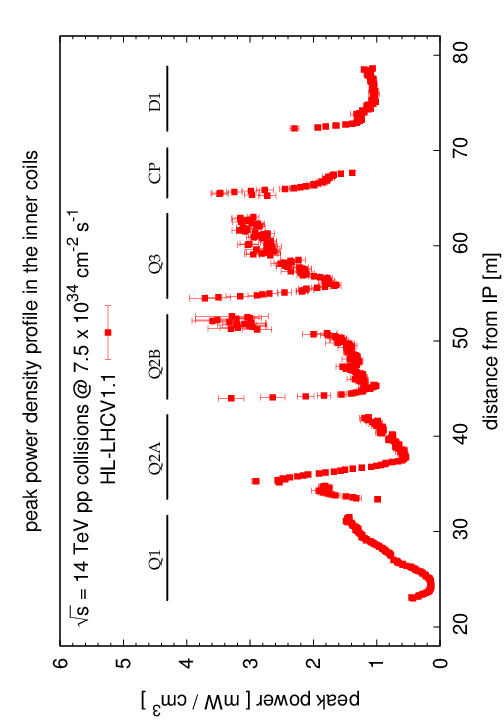 peak power density profile in the inner coils
√s = 14 TeV pp collisions @ 7.5 x 10^34 cm^-2 s^-1
HL-LHCV1.1
Q1 Q2A Q2B Q3 CP D1
6
5
4
3
2
1
0
peak power [ mW / cm^3 ]
20 30 40 50 60 70 80
distance from IP [m]